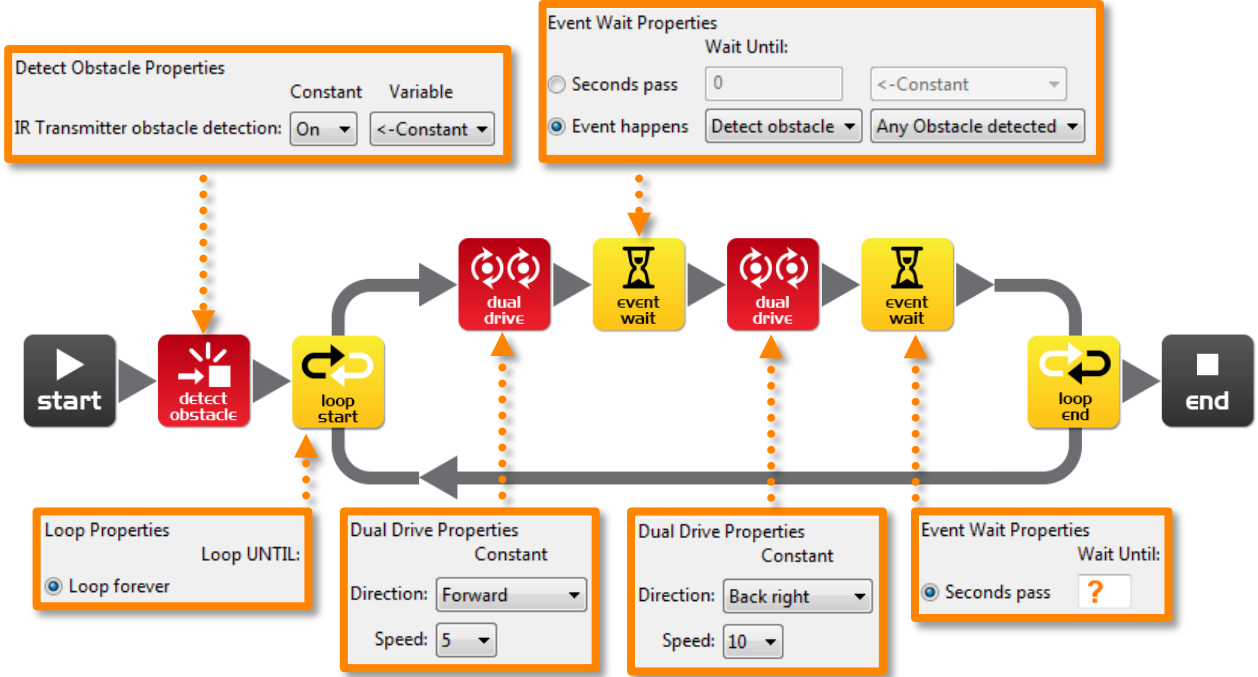 Detect Obstacle Properties
Constant Variable
IR Transmitter obstacle detection: On <-Constant
Event Wait Properties
Wait Until:
Seconds pass 0 <-Constant
Event happens Detect obstacle Any Obstacle detected
start
detect
obstacle
loop
start
dual
drive
event
wait
dual
drive
event
wait
loop
end
end
Loop Properties
Loop UNTIL:
Loop forever
Dual Drive Properties
Constant
Direction: Forward
Speed: 5
Dual Drive Properties
Constant
Direction: Back right
Speed: 10
Event Wait Properties
Wait Until:
Seconds pass ?